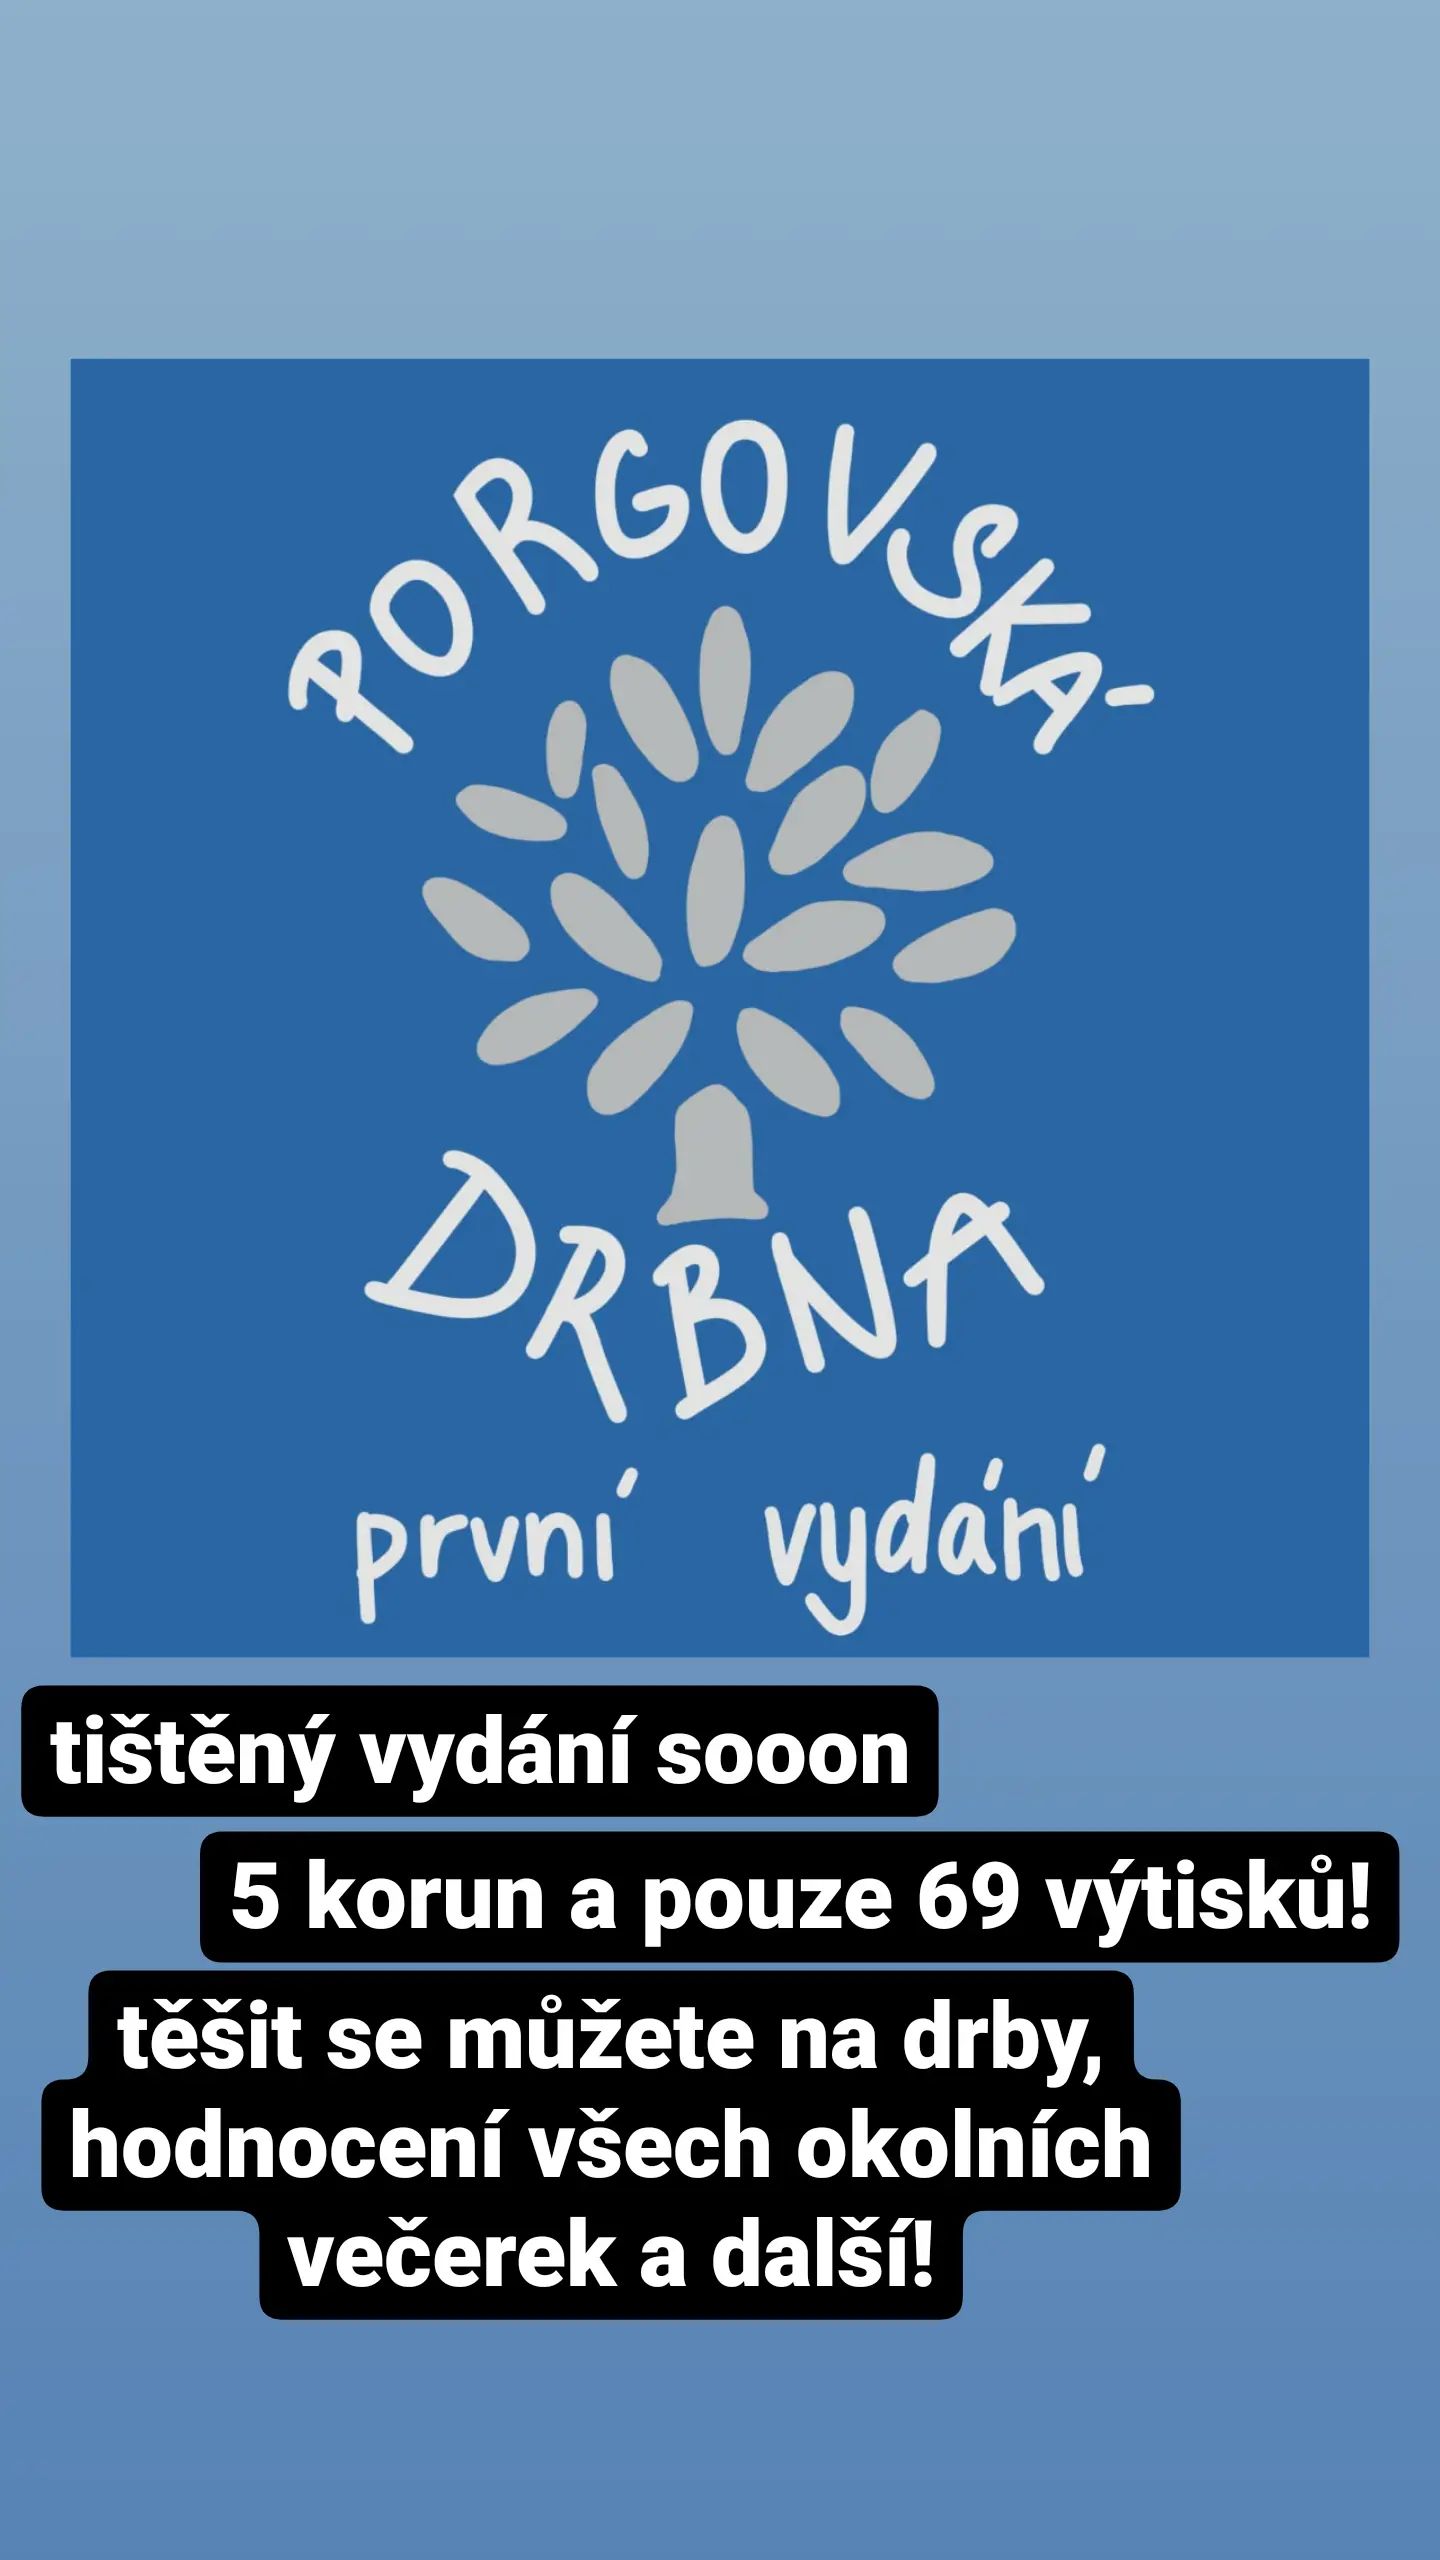 PORGOVSKÁ
DRBNA
první vydání
tištěný vydání sooon
5 korun a pouze 69 výtisků!
těšit se můžete na drby,
hodnocení všech okolních
večerek a další!